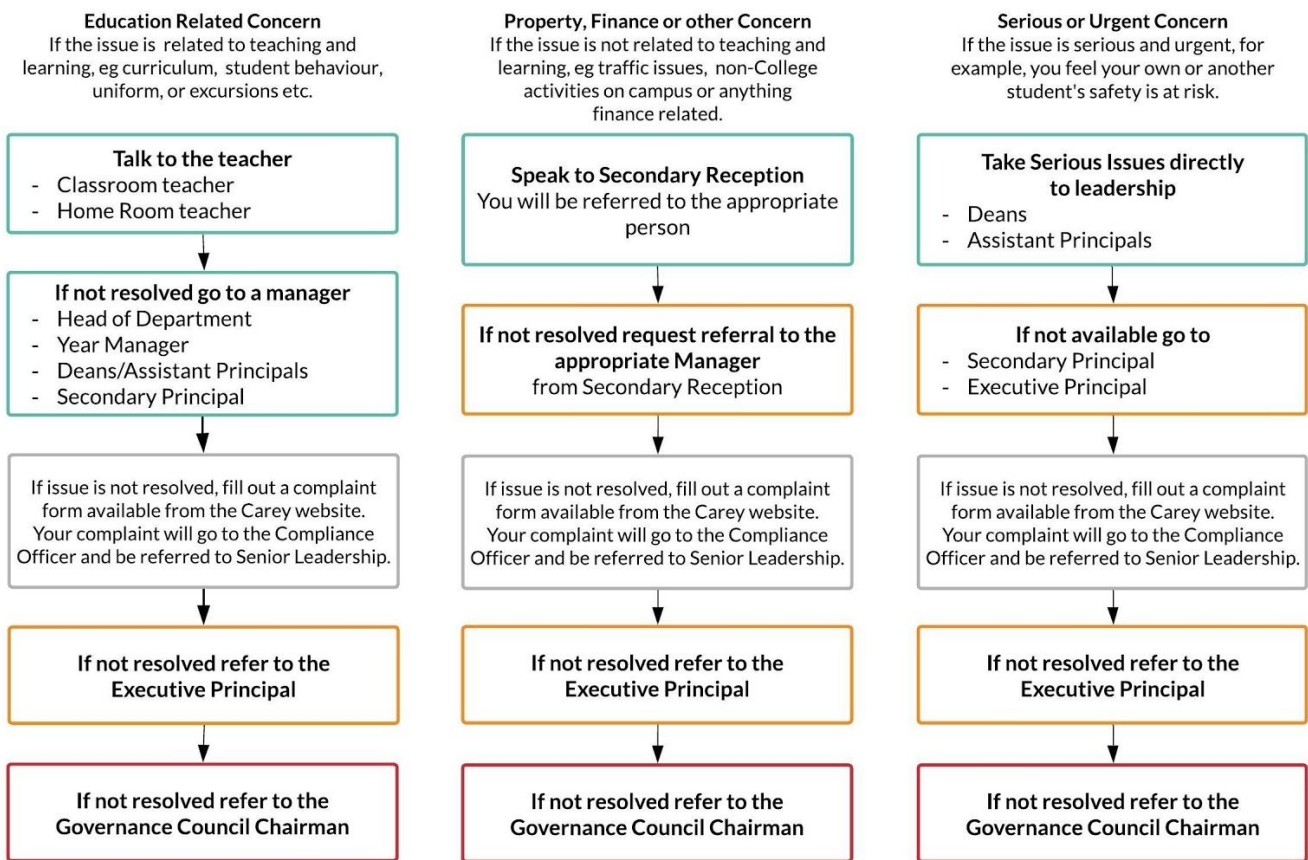 Education Related Concern
If the issue is related to teaching and
learning, eg curriculum, student behaviour,
uniform, or excursions etc.
Talk to the teacher
- Classroom teacher
- Home Room teacher
If not resolved go to a manager
- Head of Department
- Year Manager
- Deans/Assistant Principals
- Secondary Principal
If issue is not resolved, fill out a complaint
form available from the Carey website.
Your complaint will go to the Compliance
Officer and be referred to Senior Leadership.
If not resolved refer to the
Executive Principal
If not resolved refer to the
Governance Council Chairman
Property, Finance or other Concern
If the issue is not related to teaching and
learning, eg traffic issues, non-College
activities on campus or anything
finance related.
Speak to Secondary Reception
You will be referred to the appropriate
person
If not resolved request referral to the
appropriate Manager
from Secondary Reception
If issue is not resolved, fill out a complaint
form available from the Carey website.
Your complaint will go to the Compliance
Officer and be referred to Senior Leadership.
If not resolved refer to the
Executive Principal
If not resolved refer to the
Governance Council Chairman
Serious or Urgent Concern
If the issue is serious and urgent, for
example, you feel your own or another
student's safety is at risk.
Take Serious Issues directly
to leadership
- Deans
- Assistant Principals
If not available go to
- Secondary Principal
- Executive Principal
If issue is not resolved, fill out a complaint
form available from the Carey website.
Your complaint will go to the Compliance
Officer and be referred to Senior Leadership.
If not resolved refer to the
Executive Principal
If not resolved refer to the
Governance Council Chairman